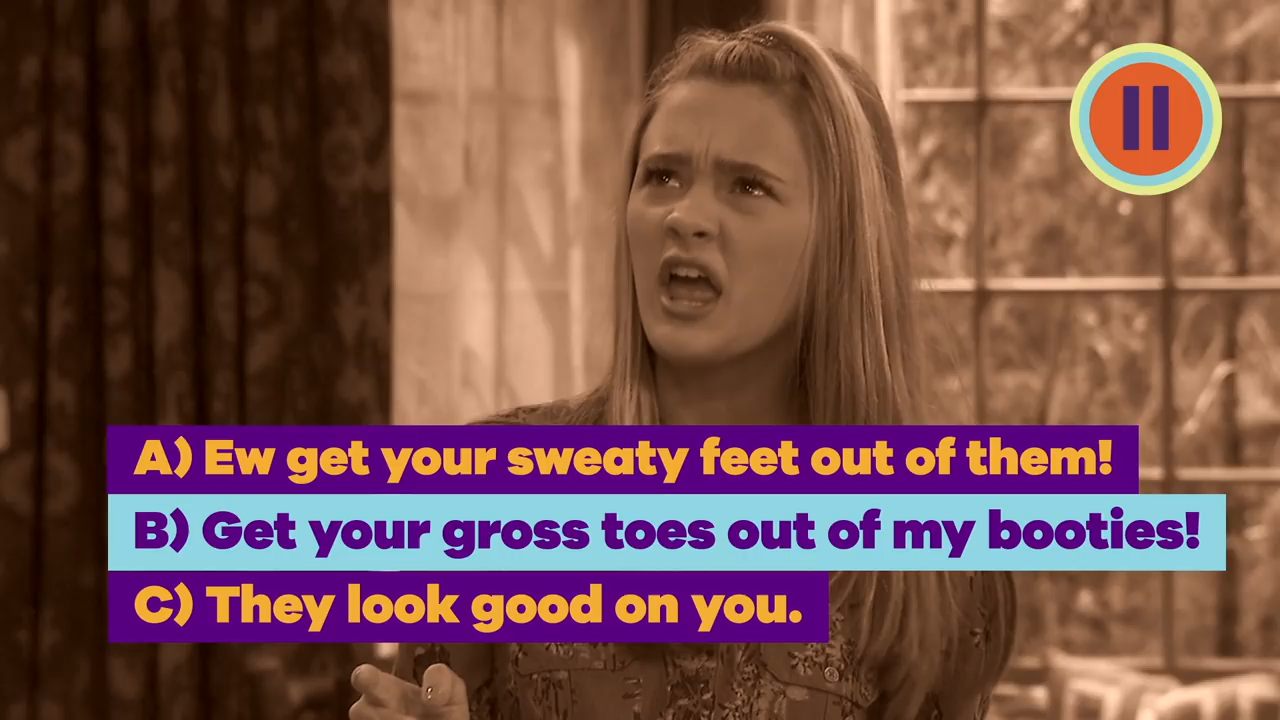 A) Ew get your sweaty feet out of them!
B) Get your gross toes out of my booties!
C) They look good on you.